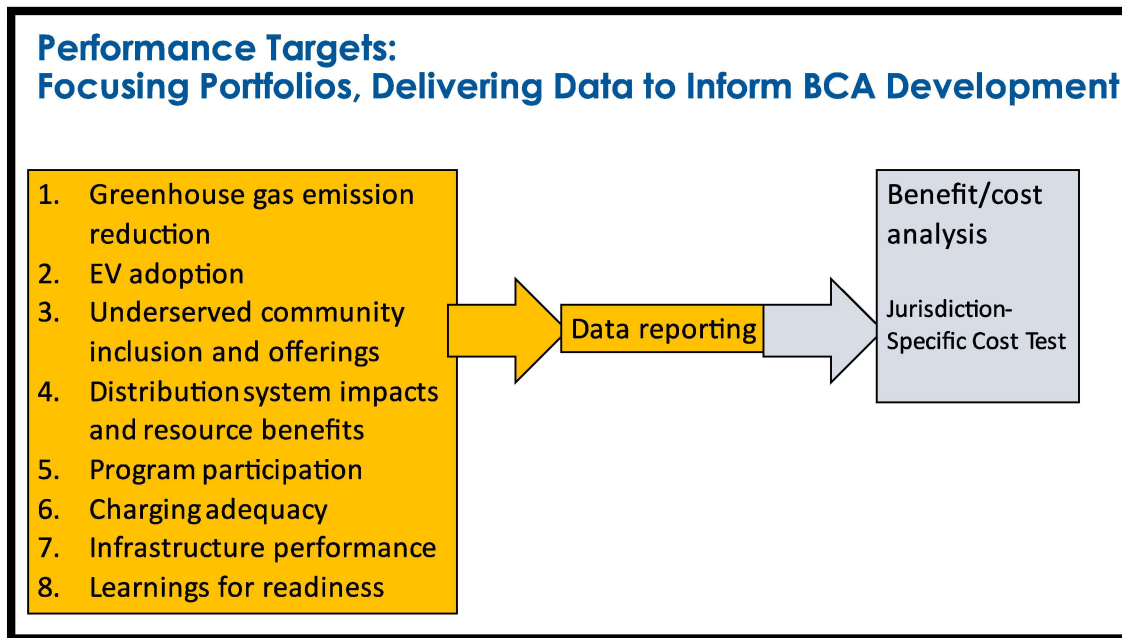 Performance Targets:
Focusing Portfolios, Delivering Data to Inform BCA Development
1. Greenhouse gas emission
reduction
2. EV adoption
3. Underserved community
inclusion and offerings
4. Distribution system impacts
and resource benefits
5. Program participation
6. Charging adequacy
7. Infrastructure performance
8. Learnings for readiness
Data reporting
Benefit/cost
analysis
Jurisdiction-
Specific Cost Test